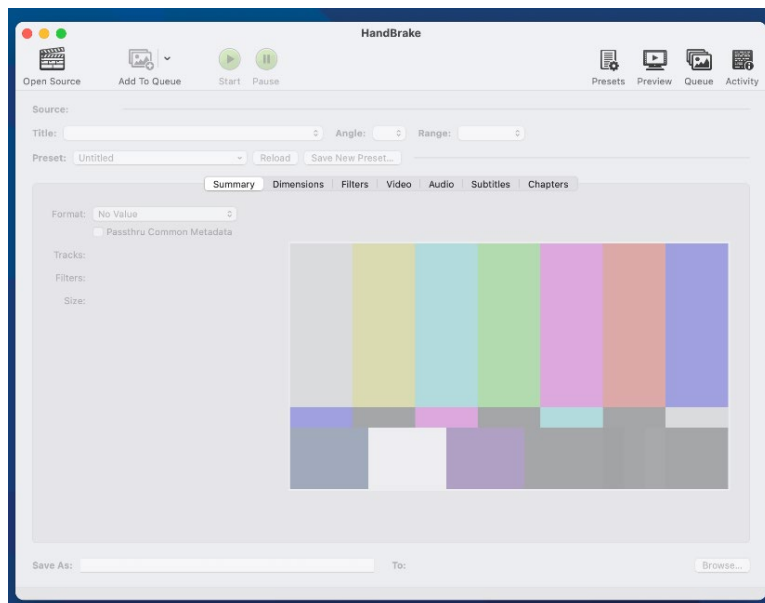 HandBrake
Open Source Add To Queue Start Pause Presets Preview Queue Activity
Source:
Title: Angle: Range:
Preset: Untitled Reload Save New Preset...
Summary Dimensions Filters Video Audio Subtitles Chapters
Format: No Value
Passthru Common Metadata
Tracks:
Filters:
Size:
Save As: To: Browse...